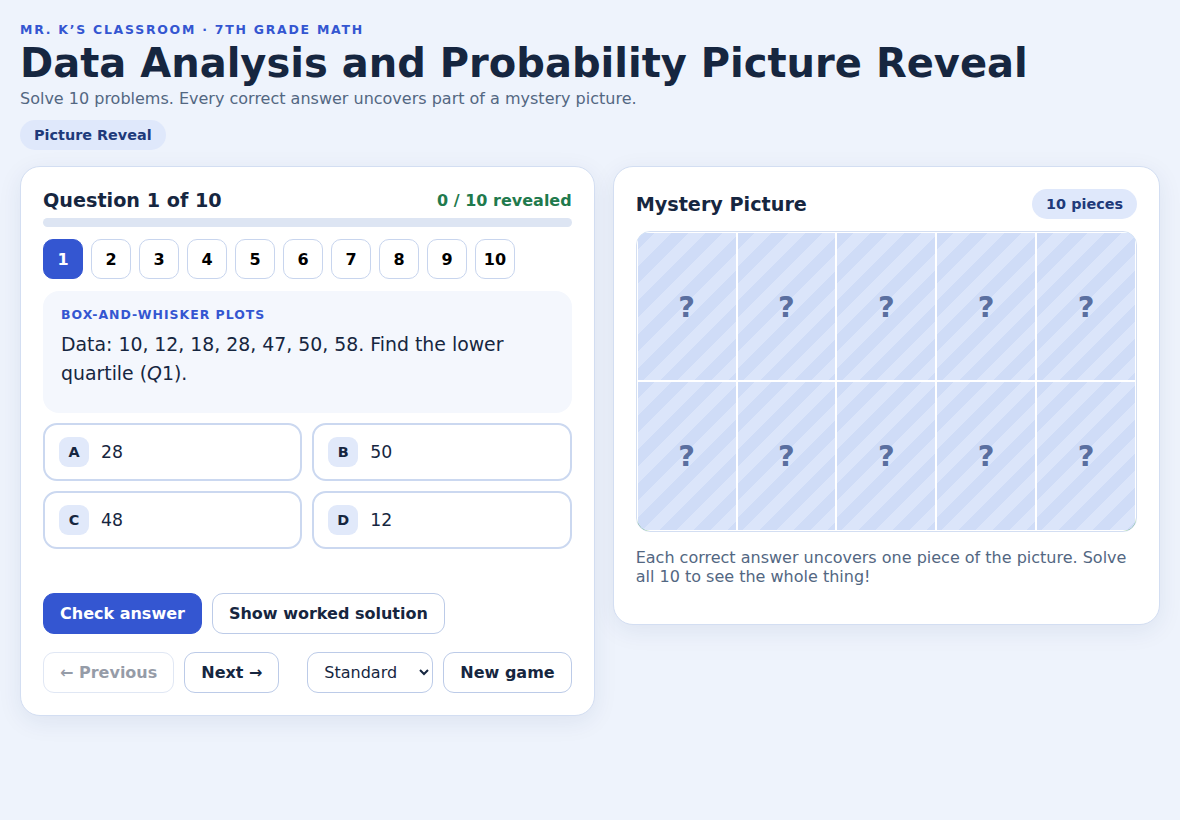 MR. K’S CLASSROOM · 7TH GRADE MATH
Data Analysis and Probability Picture Reveal
Solve 10 problems. Every correct answer uncovers part of a mystery picture.
Picture Reveal
Question 1 of 10
0 / 10 revealed
1 2 3 4 5 6 7 8 9 10
BOX-AND-WHISKER PLOTS
Data: 10, 12, 18, 28, 47, 50, 58. Find the lower
quartile (Q1).
A 28
B 50
C 48
D 12
Check answer
Show worked solution
← Previous
Next →
Standard
New game
Mystery Picture
10 pieces
? ? ? ? ?
? ? ? ? ?
Each correct answer uncovers one piece of the picture. Solve
all 10 to see the whole thing!